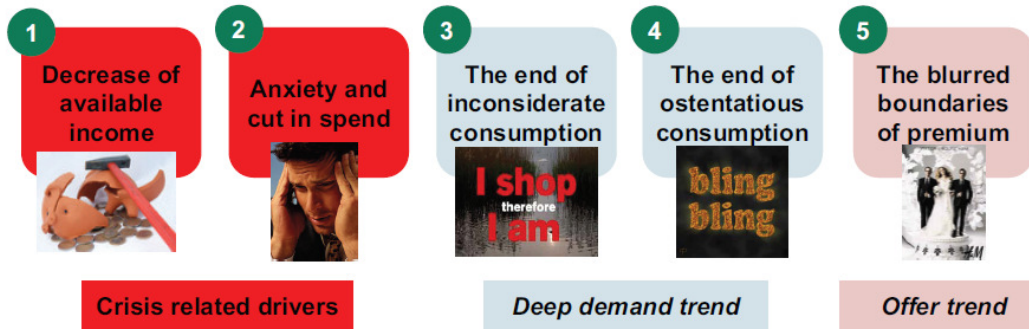 1
Decrease of
available
income
2
Anxiety and
cut in spend
3
The end of
inconsiderate
consumption
I shop
therefore
I am
4
The end of
ostentatious
consumption
bling
bling
5
The blurred
boundaries
of premium
H&M
Crisis related drivers
Deep demand trend
Offer trend